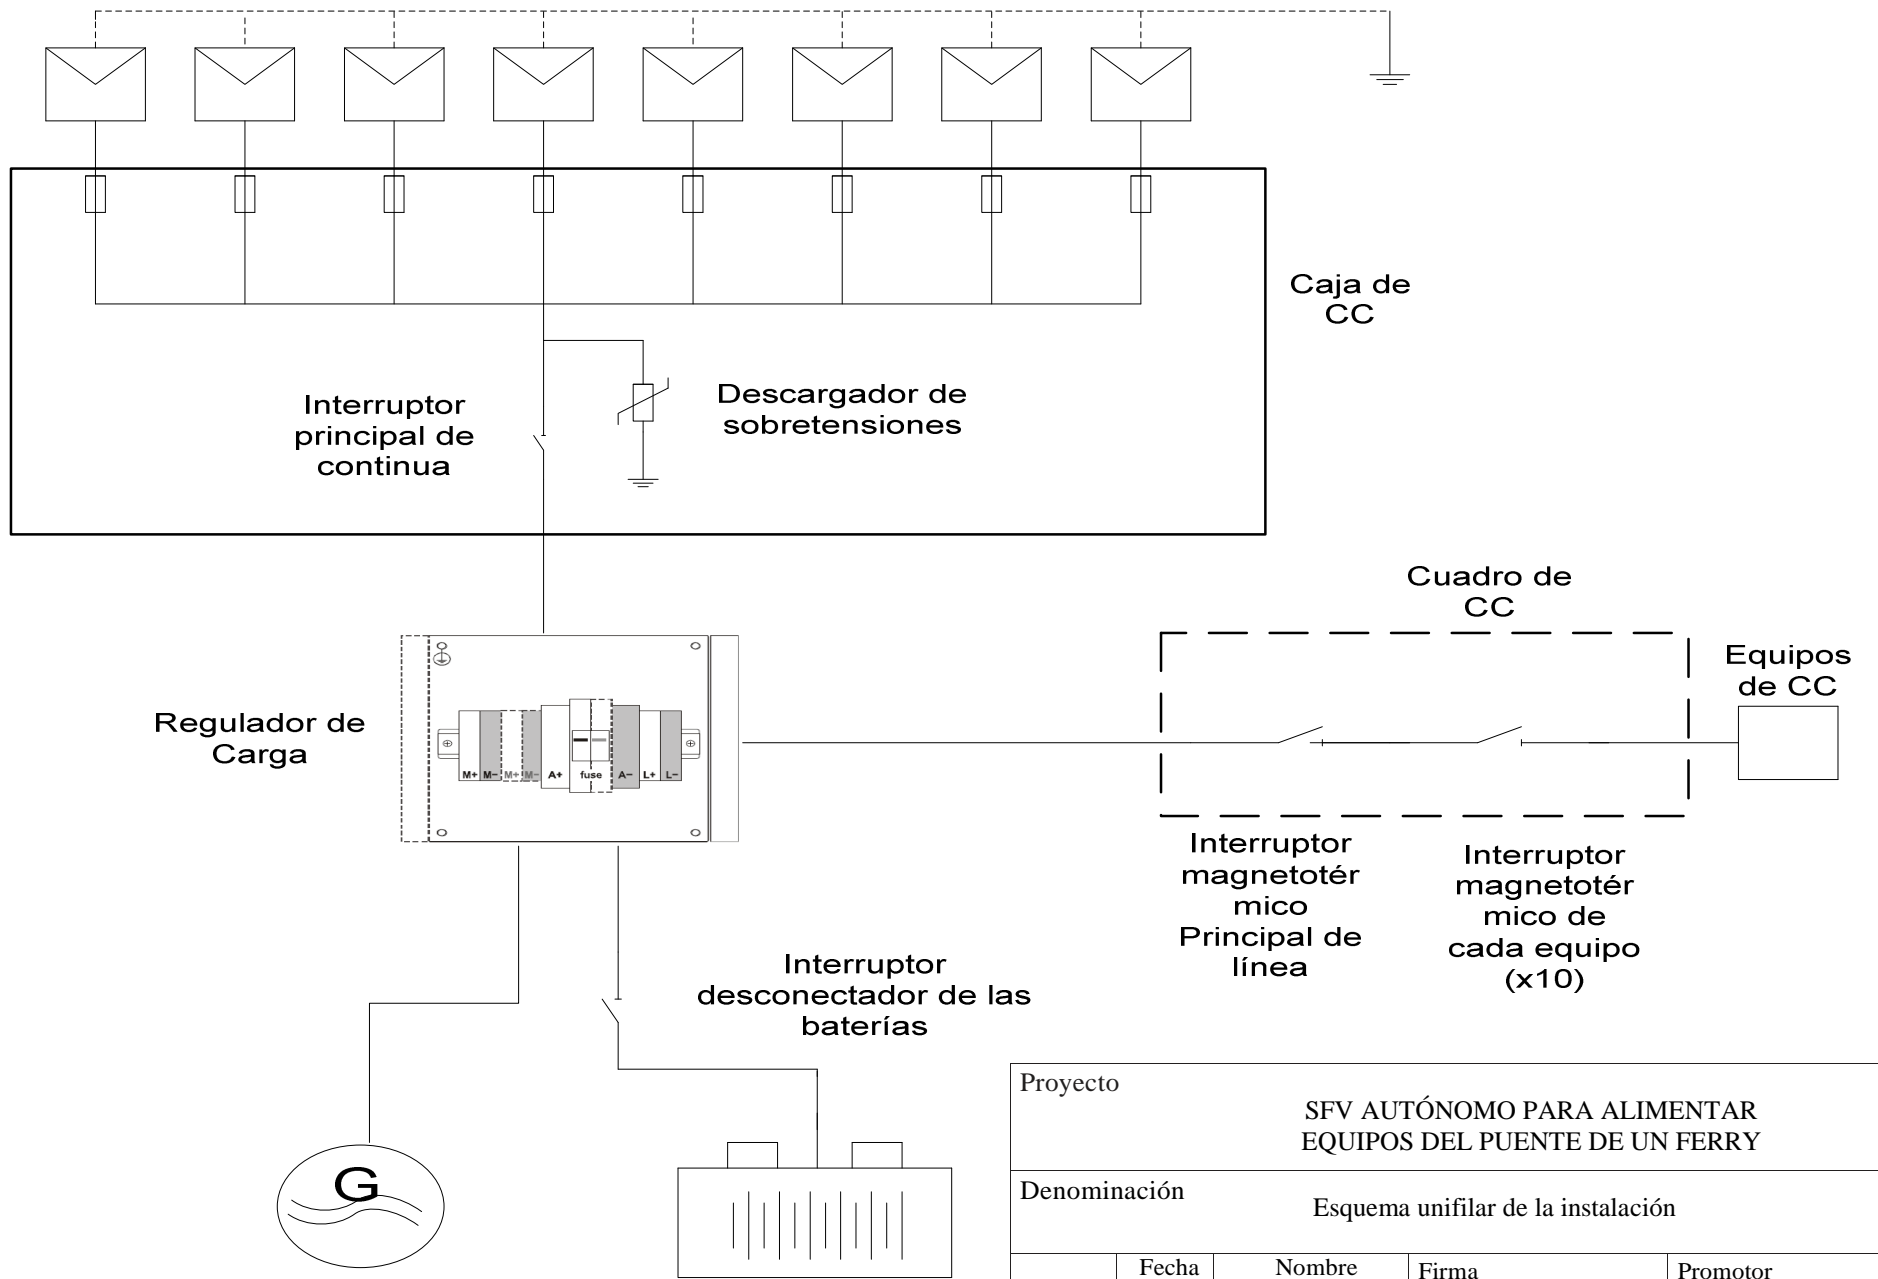 Caja de
CC
Interruptor
principal de
continua
Descargador de
sobretensiones
Cuadro de
CC
Equipos
de CC
Regulador de
Carga
M+ M− M+ M− A+ fuse A− L+ L−
Interruptor
magnetotér
mico
Principal de
línea
Interruptor
magnetotér
mico de
cada equipo
(x10)
Interruptor
desconectador de las
baterías
G
Proyecto
SFV AUTÓNOMO PARA ALIMENTAR
EQUIPOS DEL PUENTE DE UN FERRY
Denominación
Esquema unifilar de la instalación
Fecha Nombre Firma Promotor